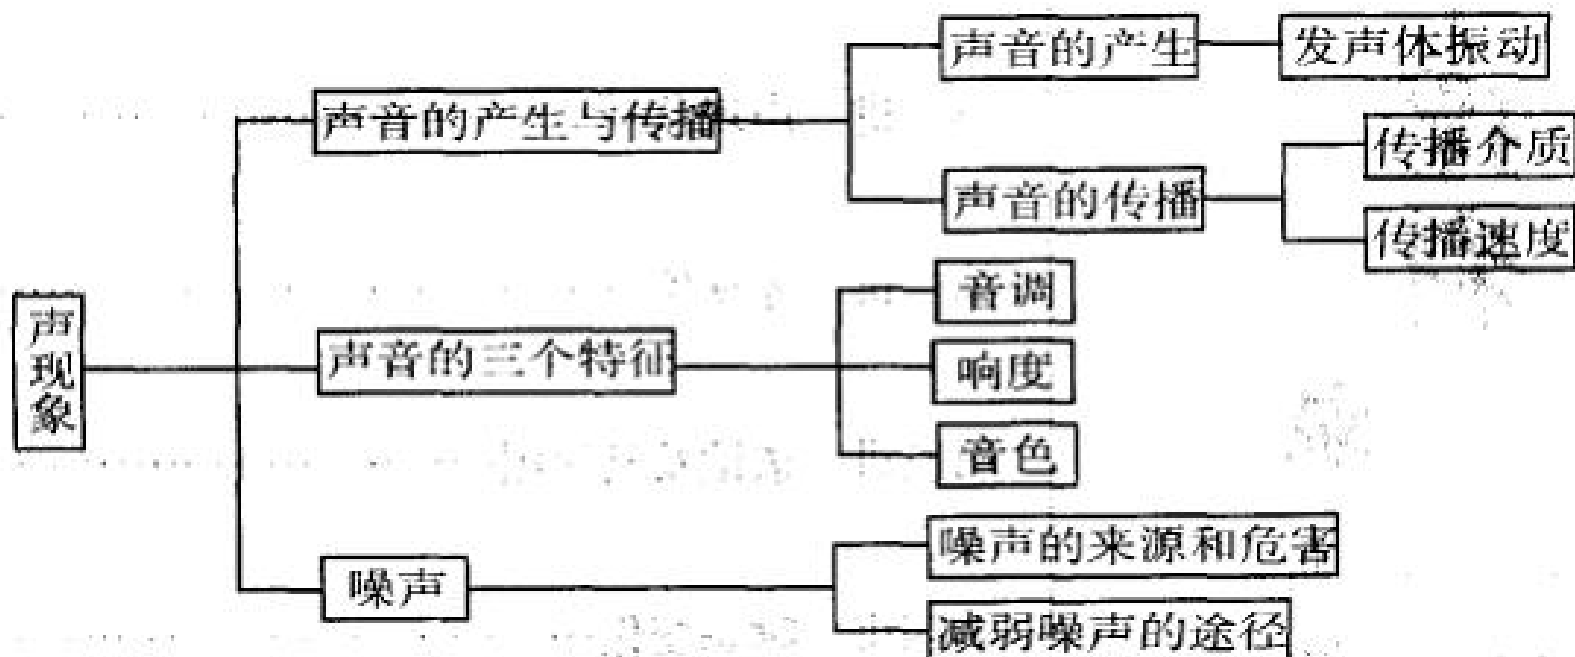 声现象
声音的产生与传播
声音的产生
发声体振动
声音的传播
传播介质
传播速度
声音的三个特征
音调
响度
音色
噪声
噪声的来源和危害
减弱噪声的途径